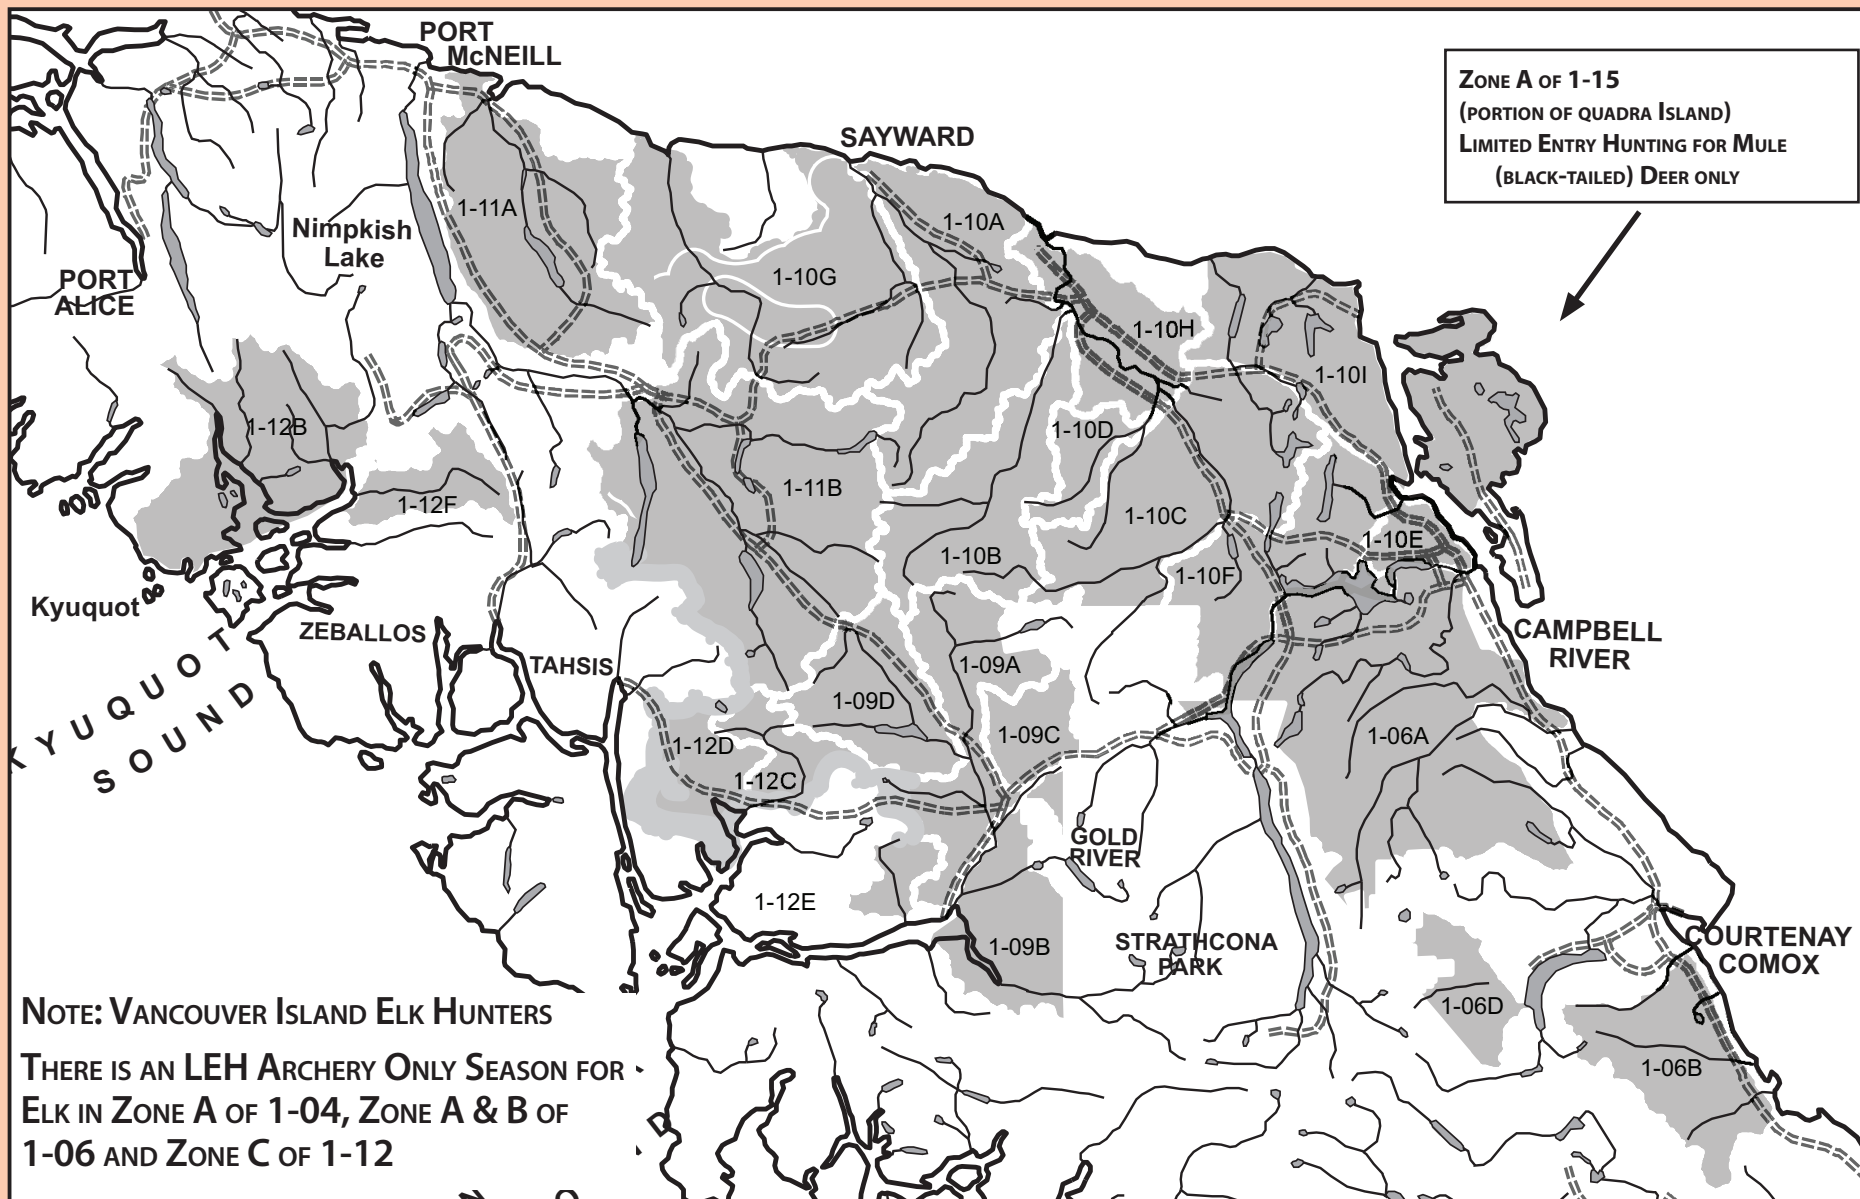 PORT
McNEILL
SAYWARD
ZONE A OF 1-15
(PORTION OF QUADRA ISLAND)
LIMITED ENTRY HUNTING FOR MULE
(BLACK-TAILED) DEER ONLY
1-11A
1-10A
Nimpkish
Lake
PORT
ALICE
1-10G
1-10H
1-10I
1-12B
1-10D
1-11B
1-12F
1-10C
1-10E
1-10B
1-10F
Kyuquot
ZEBALLOS
CAMPBELL
RIVER
TAHSIS
1-09A
KYUQUOT
SOUND
1-09D
1-12D
1-09C
1-06A
1-12C
GOLD
RIVER
1-12E
STRATHCONA
PARK
1-09B
COURTENAY
COMOX
1-06D
1-06B
NOTE: VANCOUVER ISLAND ELK HUNTERS
THERE IS AN LEH ARCHERY ONLY SEASON FOR
ELK IN ZONE A OF 1-04, ZONE A & B OF
1-06 AND ZONE C OF 1-12